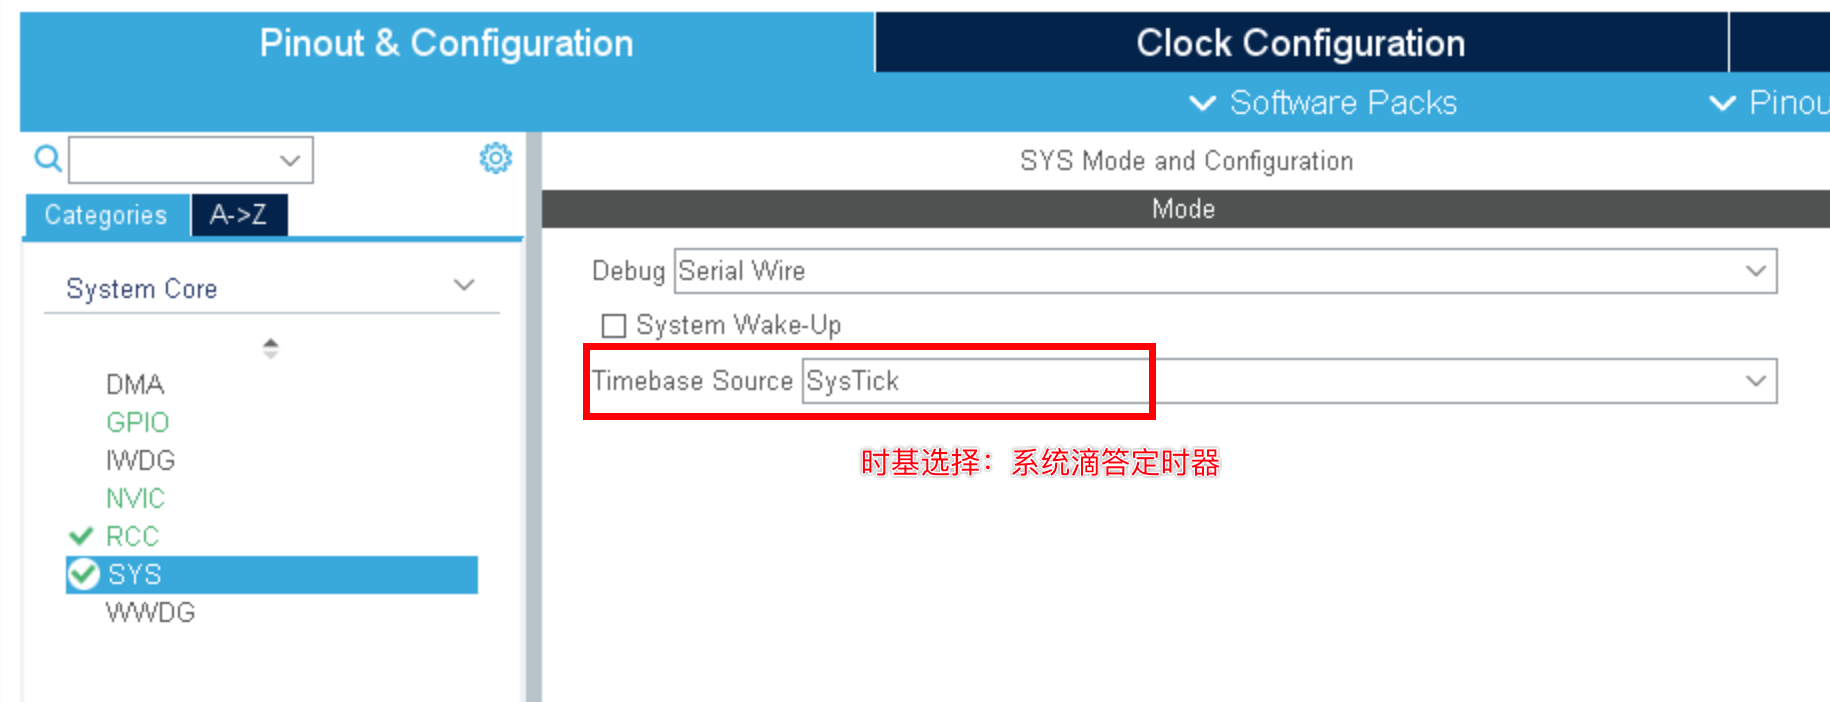 Pinout & Configuration
Clock Configuration
Software Packs
Pinou
Categories
A->Z
System Core
DMA
GPIO
IWDG
NVIC
RCC
SYS
WWDG
SYS Mode and Configuration
Mode
Debug Serial Wire
System Wake-Up
Timebase Source SysTick
时基选择：系统滴答定时器